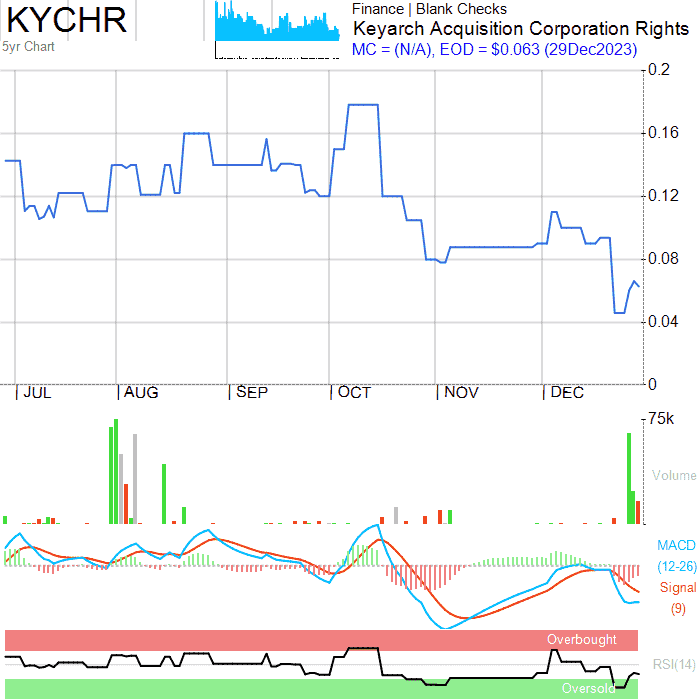 KYCHR
5yr Chart
Finance | Blank Checks
Keyarch Acquisition Corporation Rights
MC = (N/A), EOD = $0.063 (29Dec2023)
0.2
0.16
0.12
0.08
0.04
0
JUL AUG SEP OCT NOV DEC
75k
Volume
MACD
(12-26)
Signal
(9)
Overbought
RSI(14)
Oversold